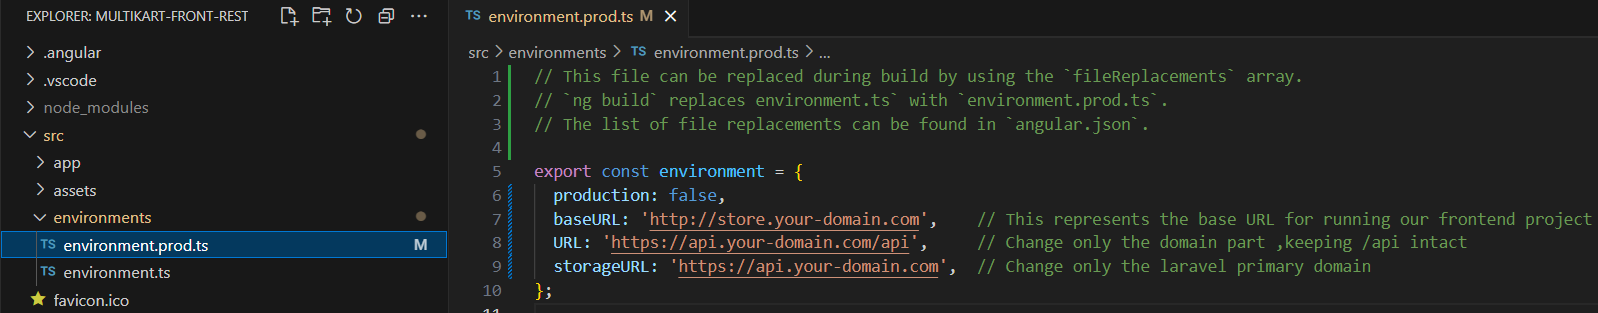 EXPLORER: MULTIKART-FRONT-REST
.angular
.vscode
node_modules
src
app
assets
environments
TS environment.prod.ts M
TS environment.ts
favicon.ico
TS environment.prod.ts M
src > environments > TS environment.prod.ts > ...
1 // This file can be replaced during build by using the `fileReplacements` array.
2 // `ng build` replaces environment.ts` with `environment.prod.ts`.
3 // The list of file replacements can be found in `angular.json`.
4
5 export const environment = {
6 production: false,
7 baseURL: 'http://store.your-domain.com', // This represents the base URL for running our frontend project
8 URL: 'https://api.your-domain.com/api', // Change only the domain part ,keeping /api intact
9 storageURL: 'https://api.your-domain.com', // Change only the laravel primary domain
10 };
11